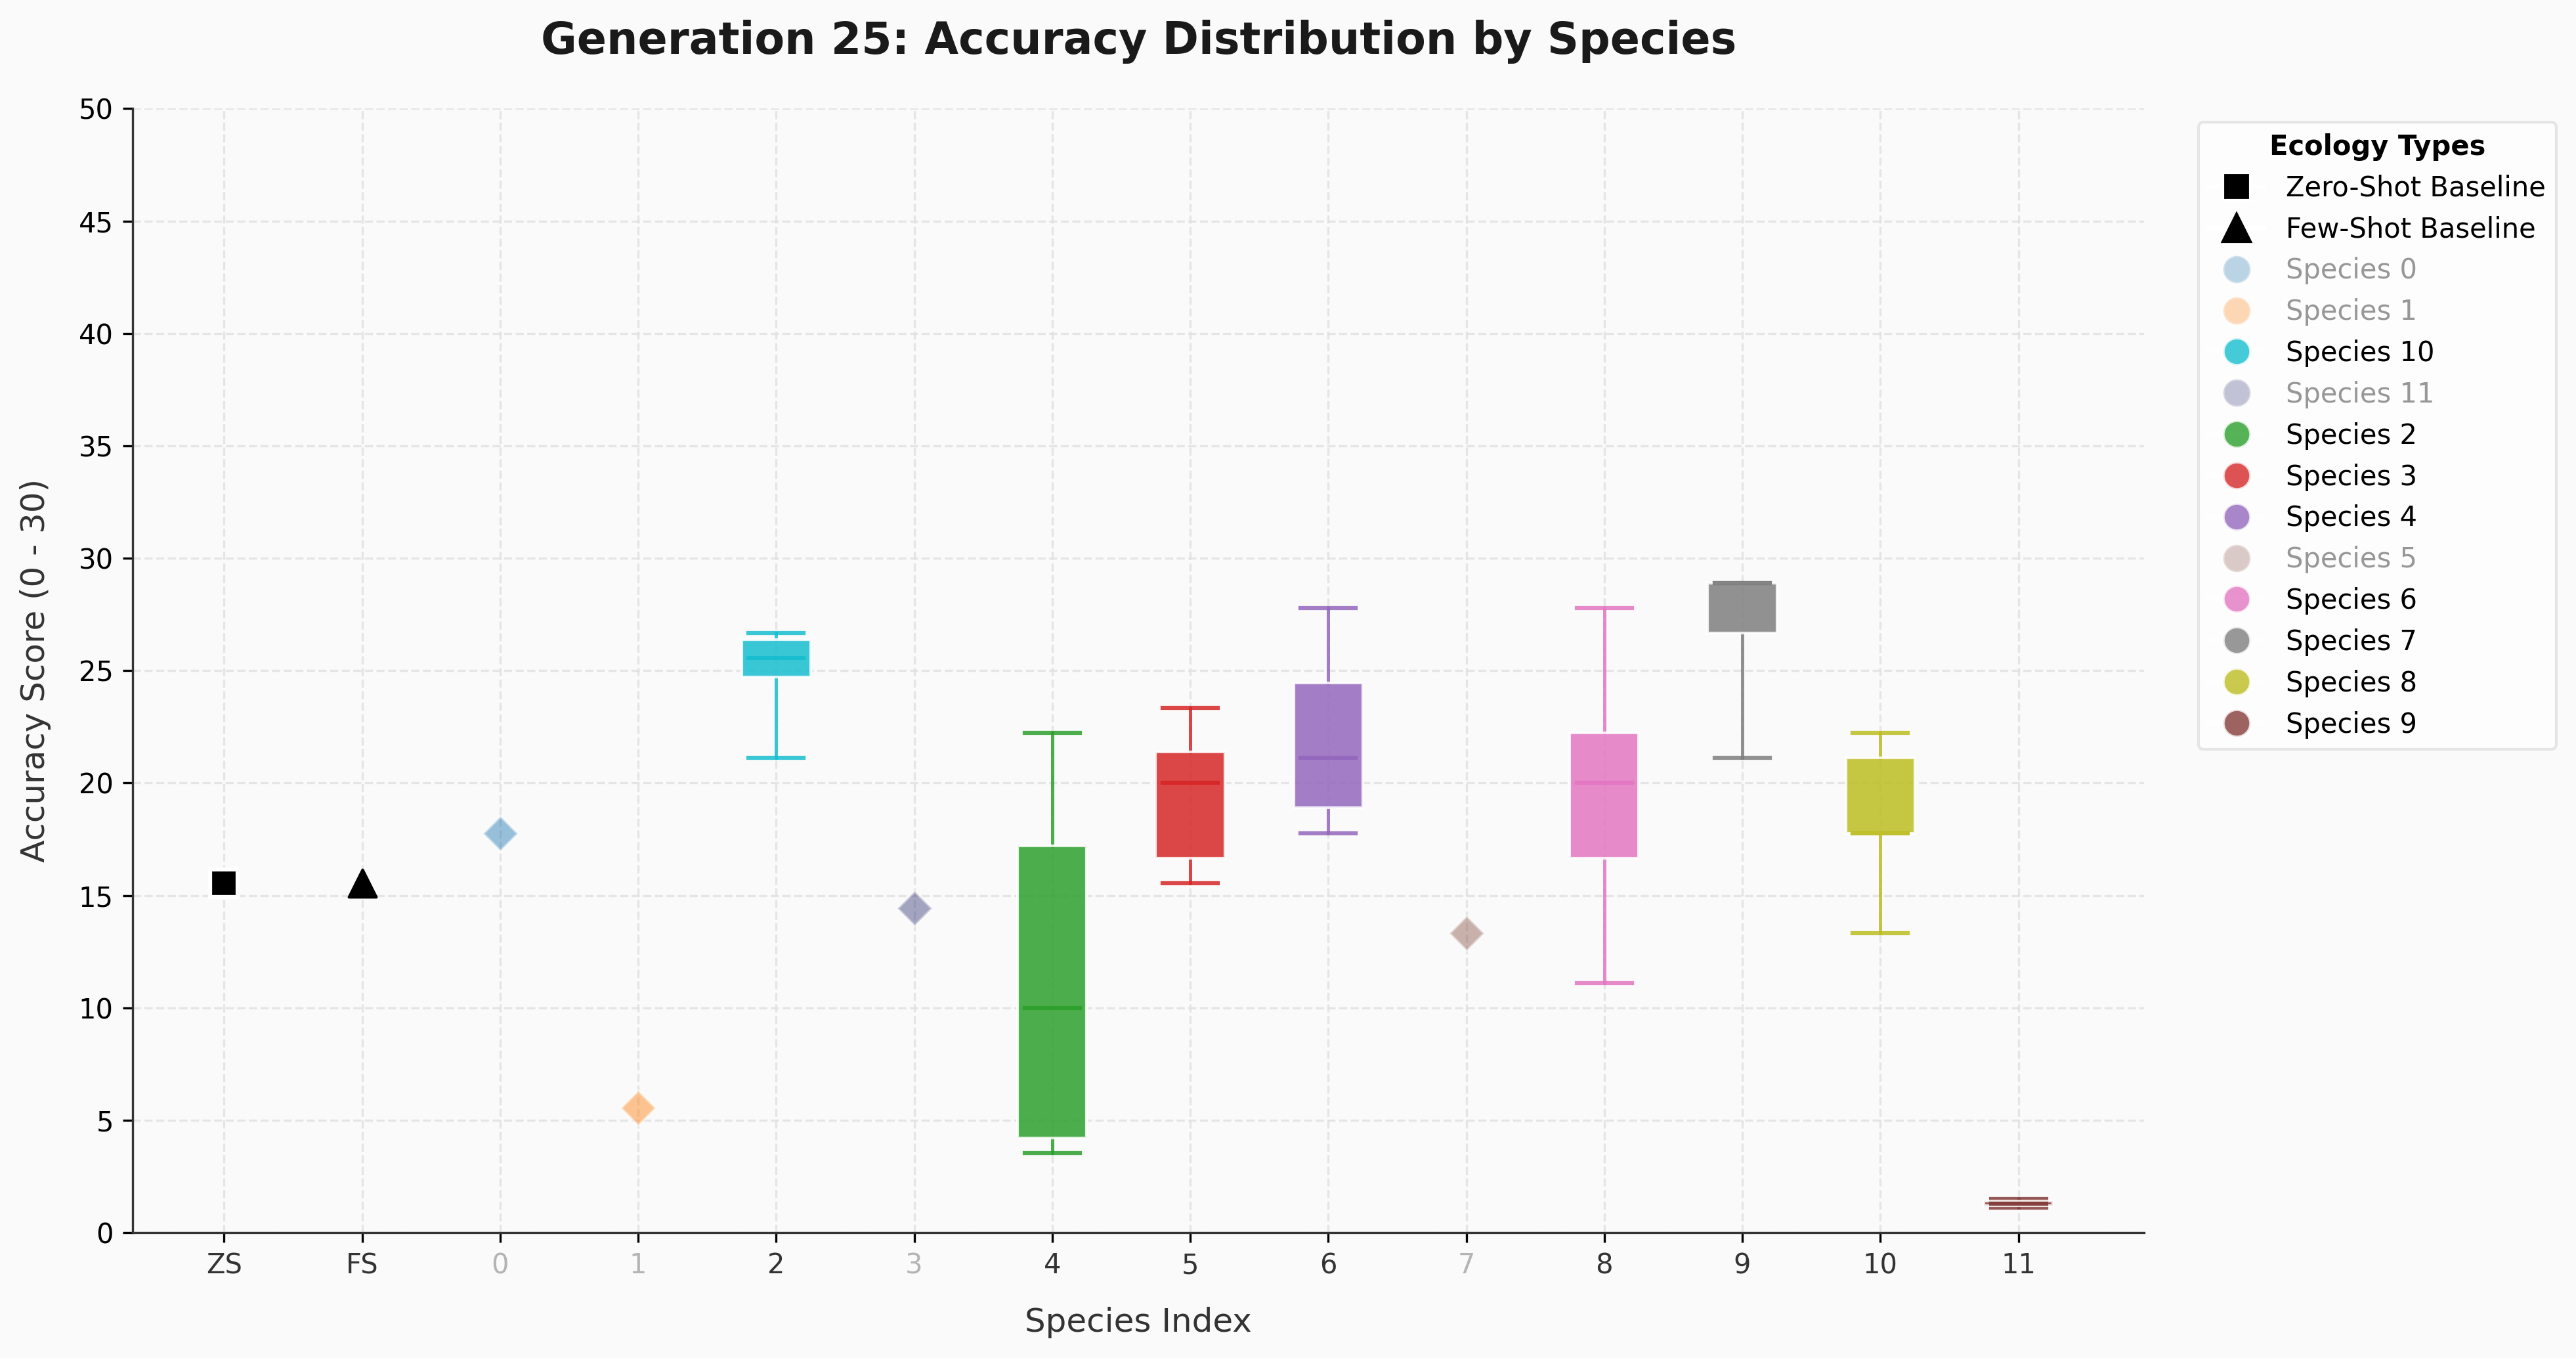 Generation 25: Accuracy Distribution by Species
50
45
40
35
30
25
20
15
10
5
0
Accuracy Score (0 - 30)
ZS FS 0 1 2 3 4 5 6 7 8 9 10 11
Species Index
Ecology Types
Zero-Shot Baseline
Few-Shot Baseline
Species 0
Species 1
Species 10
Species 11
Species 2
Species 3
Species 4
Species 5
Species 6
Species 7
Species 8
Species 9